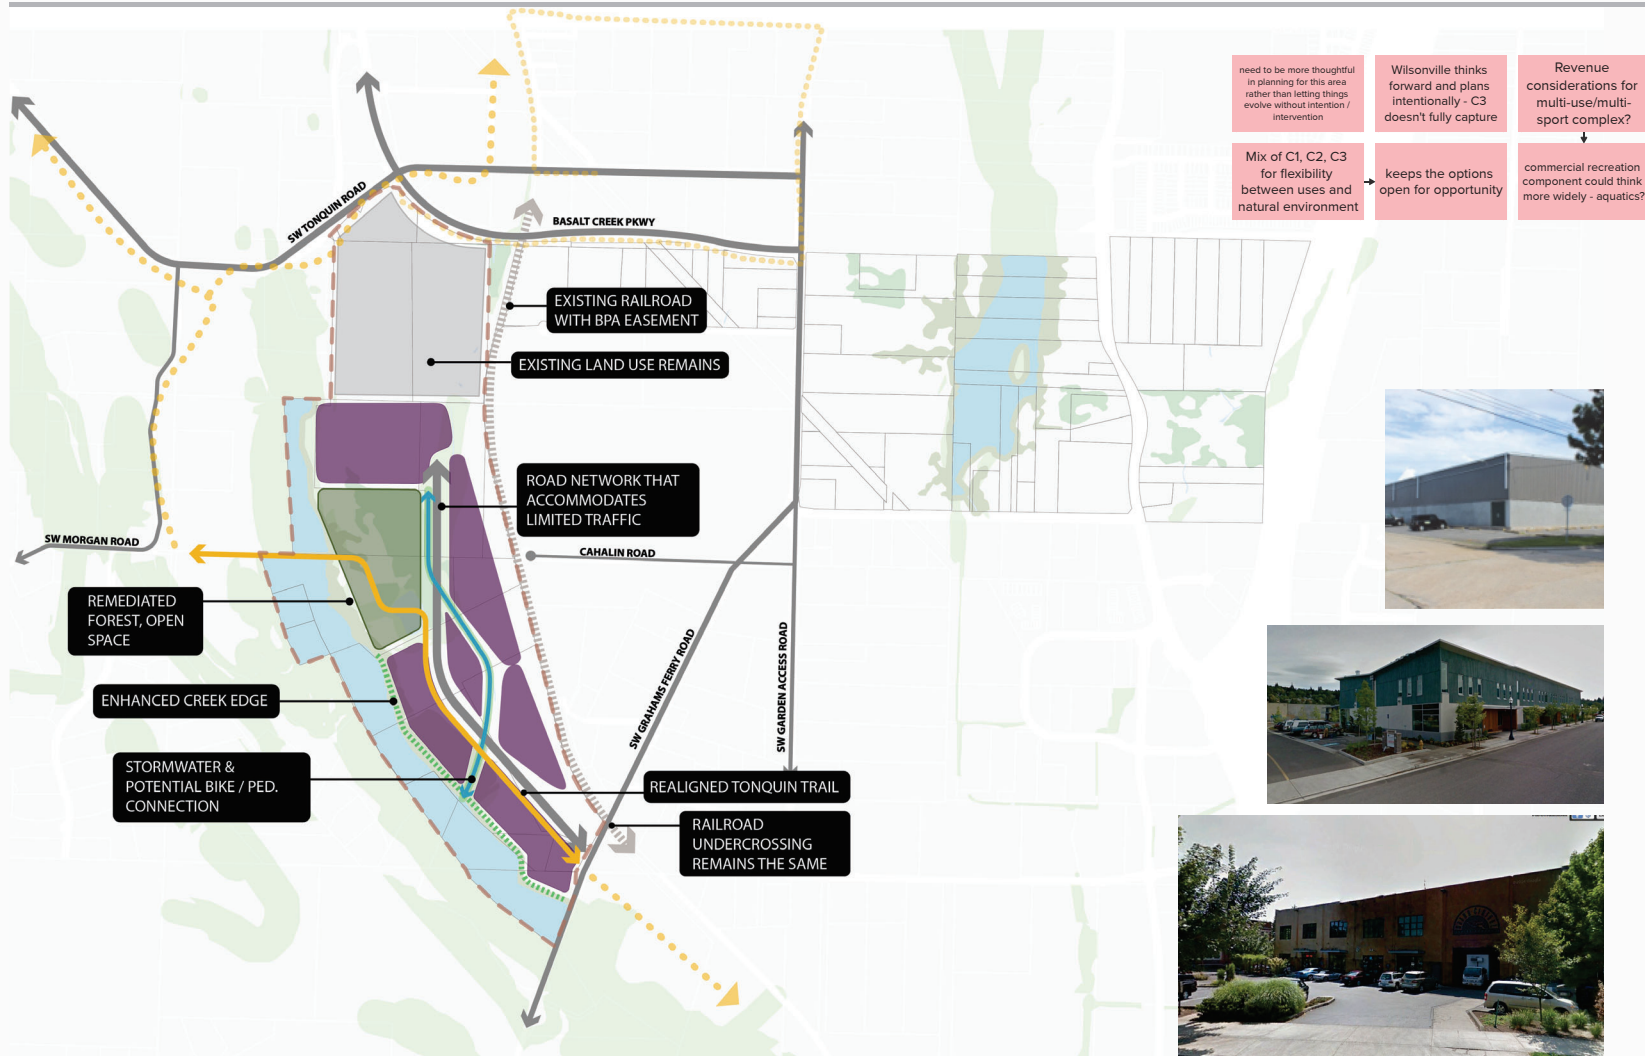 need to be more thoughtful
in planning for this area
rather than letting things
evolve without intention /
intervention
Wilsonville thinks
forward and plans
intentionally - C3
doesn't fully capture
Revenue
considerations for
multi-use/multi-
sport complex?
Mix of C1, C2, C3
for flexibility
between uses and
natural environment
keeps the options
open for opportunity
commercial recreation
component could think
more widely - aquatics?
SW TONQUIN ROAD
BASALT CREEK PKWY
EXISTING RAILROAD
WITH BPA EASEMENT
EXISTING LAND USE REMAINS
ROAD NETWORK THAT
ACCOMMODATES
LIMITED TRAFFIC
SW MORGAN ROAD
CAHALIN ROAD
REMEDIATED
FOREST, OPEN
SPACE
SW GRAHAMS FERRY ROAD
SW GARDEN ACCESS ROAD
ENHANCED CREEK EDGE
STORMWATER &
POTENTIAL BIKE / PED.
CONNECTION
REALIGNED TONQUIN TRAIL
RAILROAD
UNDERCROSSING
REMAINS THE SAME